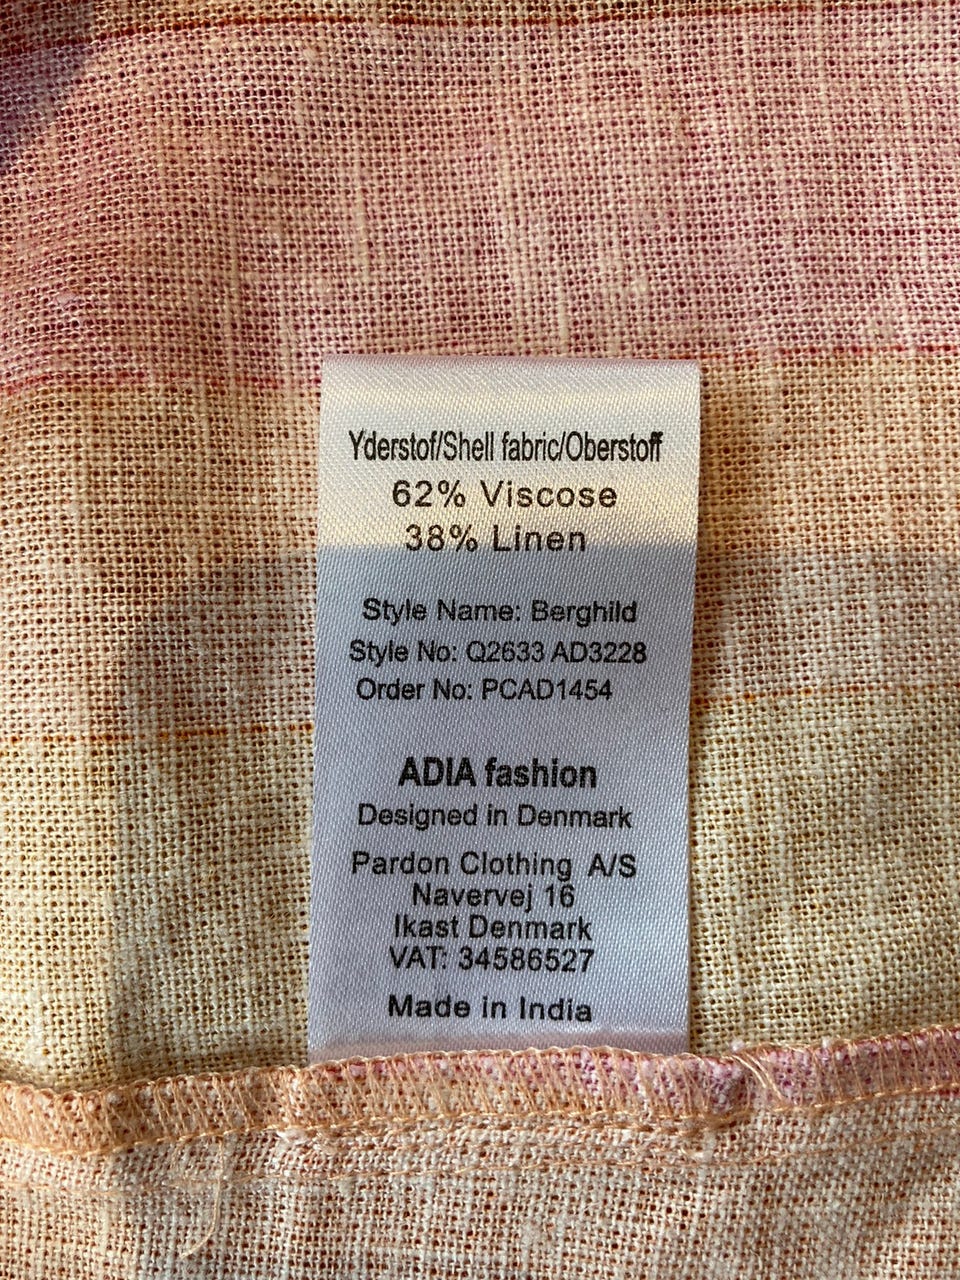 Yderstof/Shell fabric/Oberstoff
62% Viscose
38% Linen
Style Name: Berghild
Style No: Q2633 AD3228
Order No: PCAD1454
ADIA fashion
Designed in Denmark
Pardon Clothing A/S
Navervej 16
Ikast Denmark
VAT: 34586527
Made in India